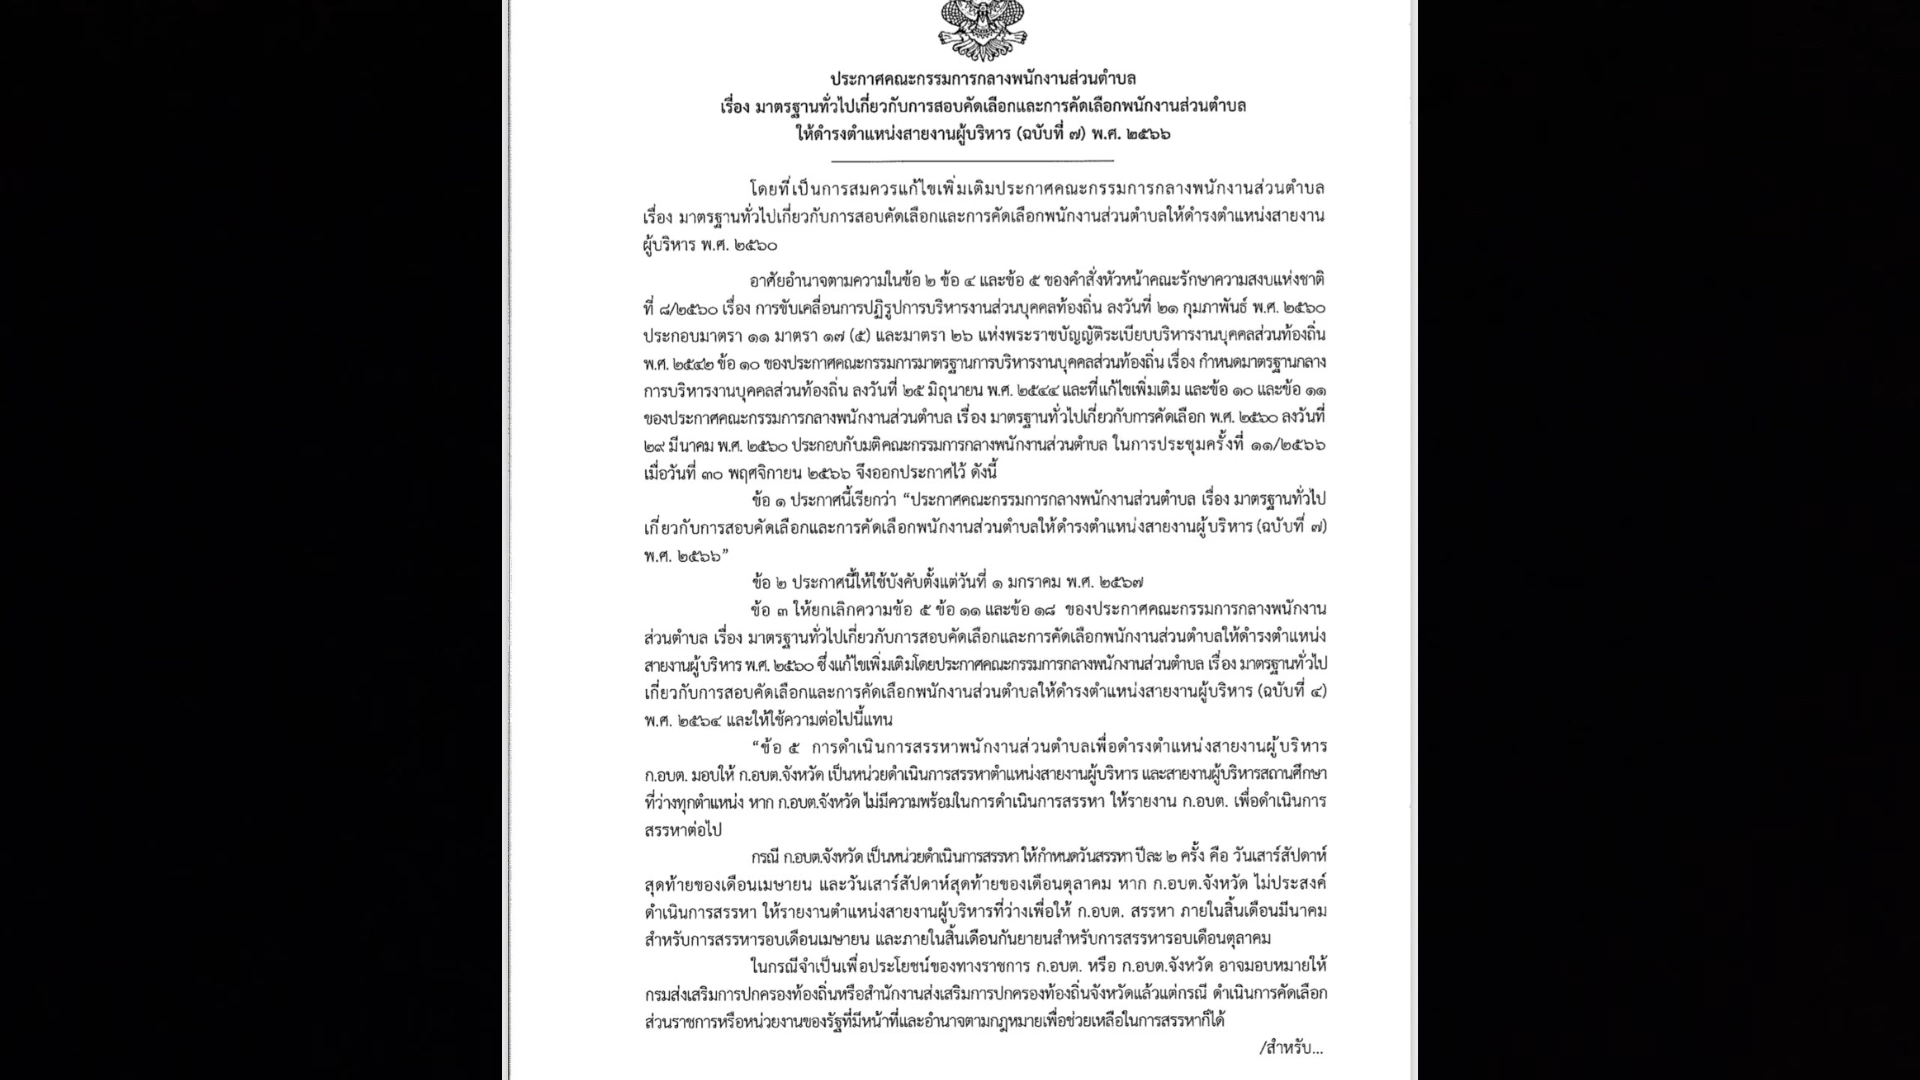 ประกาศคณะกรรมการกลางพนักงานส่วนตำบล
เรื่อง มาตรฐานทั่วไปเกี่ยวกับการสอบคัดเลือกและการคัดเลือกพนักงานส่วนตำบล
ให้ดำรงตำแหน่งสายงานผู้บริหาร (ฉบับที่ ๗) พ.ศ. ๒๕๖๖
โดยที่เป็นการสมควรแก้ไขเพิ่มเติมประกาศคณะกรรมการกลางพนักงานส่วนตำบล
เรื่อง มาตรฐานทั่วไปเกี่ยวกับการสอบคัดเลือกและการคัดเลือกพนักงานส่วนตำบลให้ดำรงตำแหน่งสายงาน
ผู้บริหาร พ.ศ. ๒๕๖๐
อาศัยอำนาจตามความในข้อ ๒ ข้อ ๔ และข้อ ๕ ของคำสั่งหัวหน้าคณะรักษาความสงบแห่งชาติ
ที่ ๘/๒๕๖๐ เรื่อง การขับเคลื่อนการปฏิรูปการบริหารงานส่วนบุคคลท้องถิ่น ลงวันที่ ๒๑ กุมภาพันธ์ พ.ศ. ๒๕๖๐
ประกอบมาตรา ๑๑ มาตรา ๑๗ (๕) และมาตรา ๒๖ แห่งพระราชบัญญัติระเบียบบริหารงานบุคคลส่วนท้องถิ่น
พ.ศ. ๒๕๔๒ ข้อ ๑๐ ของประกาศคณะกรรมการมาตรฐานการบริหารงานบุคคลส่วนท้องถิ่น เรื่อง กำหนดมาตรฐานกลาง
การบริหารงานบุคคลส่วนท้องถิ่น ลงวันที่ ๒๕ มิถุนายน พ.ศ. ๒๕๔๔ และที่แก้ไขเพิ่มเติม และข้อ ๑๐ และข้อ ๑๑
ของประกาศคณะกรรมการกลางพนักงานส่วนตำบล เรื่อง มาตรฐานทั่วไปเกี่ยวกับการคัดเลือก พ.ศ. ๒๕๖๐ ลงวันที่
๒๙ มีนาคม พ.ศ. ๒๕๖๐ ประกอบกับมติคณะกรรมการกลางพนักงานส่วนตำบล ในการประชุมครั้งที่ ๑๑/๒๕๖๖
เมื่อวันที่ ๓๐ พฤศจิกายน ๒๕๖๖ จึงออกประกาศไว้ ดังนี้
ข้อ ๑ ประกาศนี้เรียกว่า “ประกาศคณะกรรมการกลางพนักงานส่วนตำบล เรื่อง มาตรฐานทั่วไป
เกี่ยวกับการสอบคัดเลือกและการคัดเลือกพนักงานส่วนตำบลให้ดำรงตำแหน่งสายงานผู้บริหาร (ฉบับที่ ๗)
พ.ศ. ๒๕๖๖”
ข้อ ๒ ประกาศนี้ให้ใช้บังคับตั้งแต่วันที่ ๑ มกราคม พ.ศ. ๒๕๖๗
ข้อ ๓ ให้ยกเลิกความข้อ ๕ ข้อ ๑๑ และข้อ ๑๘ ของประกาศคณะกรรมการกลางพนักงาน
ส่วนตำบล เรื่อง มาตรฐานทั่วไปเกี่ยวกับการสอบคัดเลือกและการคัดเลือกพนักงานส่วนตำบลให้ดำรงตำแหน่ง
สายงานผู้บริหาร พ.ศ. ๒๕๖๐ ซึ่งแก้ไขเพิ่มเติมโดยประกาศคณะกรรมการกลางพนักงานส่วนตำบล เรื่อง มาตรฐานทั่วไป
เกี่ยวกับการสอบคัดเลือกและการคัดเลือกพนักงานส่วนตำบลให้ดำรงตำแหน่งสายงานผู้บริหาร (ฉบับที่ ๔)
พ.ศ. ๒๕๖๔ และให้ใช้ความต่อไปนี้แทน
“ข้อ ๕ การดำเนินการสรรหาพนักงานส่วนตำบลเพื่อดำรงตำแหน่งสายงานผู้บริหาร
ก.อบต. มอบให้ ก.อบต.จังหวัด เป็นหน่วยดำเนินการสรรหาตำแหน่งสายงานผู้บริหาร และสายงานผู้บริหารสถานศึกษา
ที่ว่างทุกตำแหน่ง หาก ก.อบต.จังหวัด ไม่มีความพร้อมในการดำเนินการสรรหา ให้รายงาน ก.อบต. เพื่อดำเนินการ
สรรหาต่อไป
กรณี ก.อบต.จังหวัด เป็นหน่วยดำเนินการสรรหา ให้กำหนดวันสรรหา ปีละ ๒ ครั้ง คือ วันเสาร์สัปดาห์
สุดท้ายของเดือนเมษายน และวันเสาร์สัปดาห์สุดท้ายของเดือนตุลาคม หาก ก.อบต.จังหวัด ไม่ประสงค์
ดำเนินการสรรหา ให้รายงานตำแหน่งสายงานผู้บริหารที่ว่างเพื่อให้ ก.อบต. สรรหา ภายในสิ้นเดือนมีนาคม
สำหรับการสรรหารอบเดือนเมษายน และภายในสิ้นเดือนกันยายนสำหรับการสรรหารอบเดือนตุลาคม
ในกรณีจำเป็นเพื่อประโยชน์ของทางราชการ ก.อบต. หรือ ก.อบต.จังหวัด อาจมอบหมายให้
กรมส่งเสริมการปกครองท้องถิ่นหรือสำนักงานส่งเสริมการปกครองท้องถิ่นจังหวัดแล้วแต่กรณี ดำเนินการคัดเลือก
ส่วนราชการหรือหน่วยงานของรัฐที่มีหน้าที่และอำนาจตามกฎหมายเพื่อช่วยเหลือในการสรรหาก็ได้
/สำหรับ...